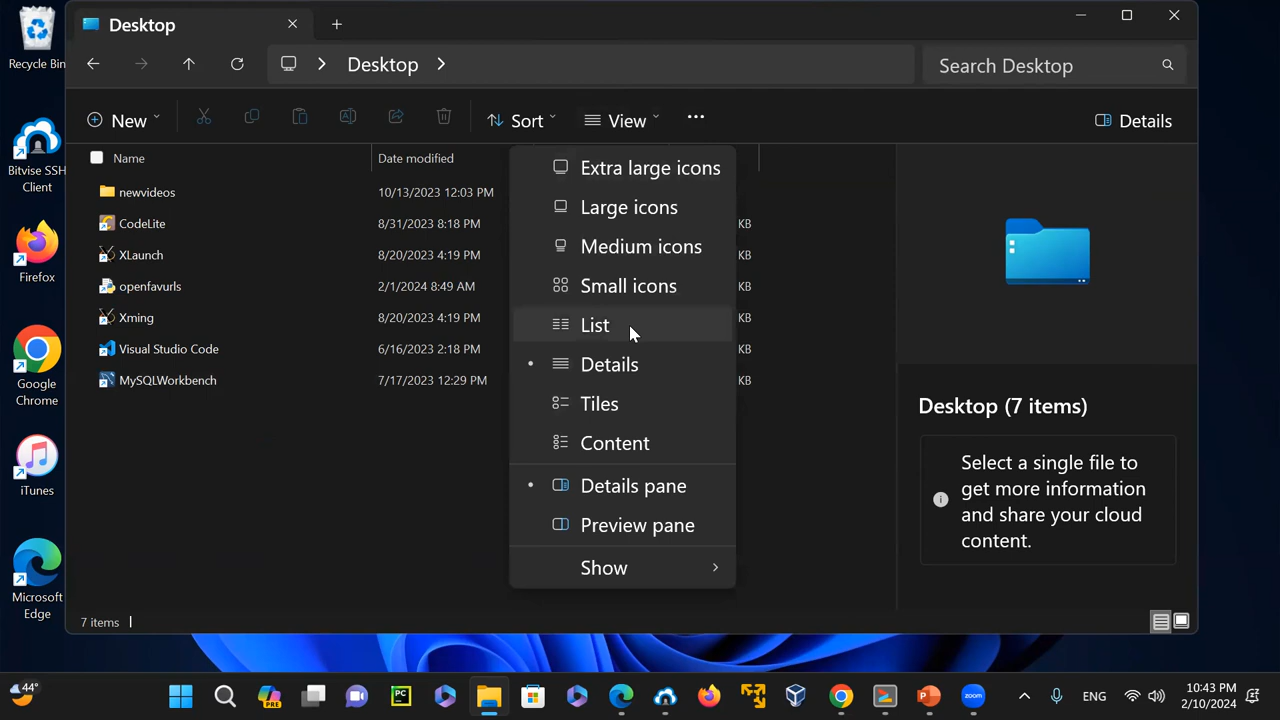 Recycle Bin
Bitvise SSH
Client
Firefox
Google
Chrome
iTunes
Microsoft
Edge
Desktop
Desktop
Search Desktop
New
Sort
View
Details
Name
Date modified
newvideos
10/13/2023 12:03 PM
CodeLite
8/31/2023 8:18 PM
KB
XLaunch
8/20/2023 4:19 PM
KB
openfavurls
2/1/2024 8:49 AM
KB
Xming
8/20/2023 4:19 PM
KB
Visual Studio Code
6/16/2023 2:18 PM
KB
MySQLWorkbench
7/17/2023 12:29 PM
KB
Extra large icons
Large icons
Medium icons
Small icons
List
Details
Tiles
Content
Details pane
Preview pane
Show
Desktop (7 items)
Select a single file to
get more information
and share your cloud
content.
7 items
44°
PRE
PC
zoom
ENG
10:43 PM
2/10/2024